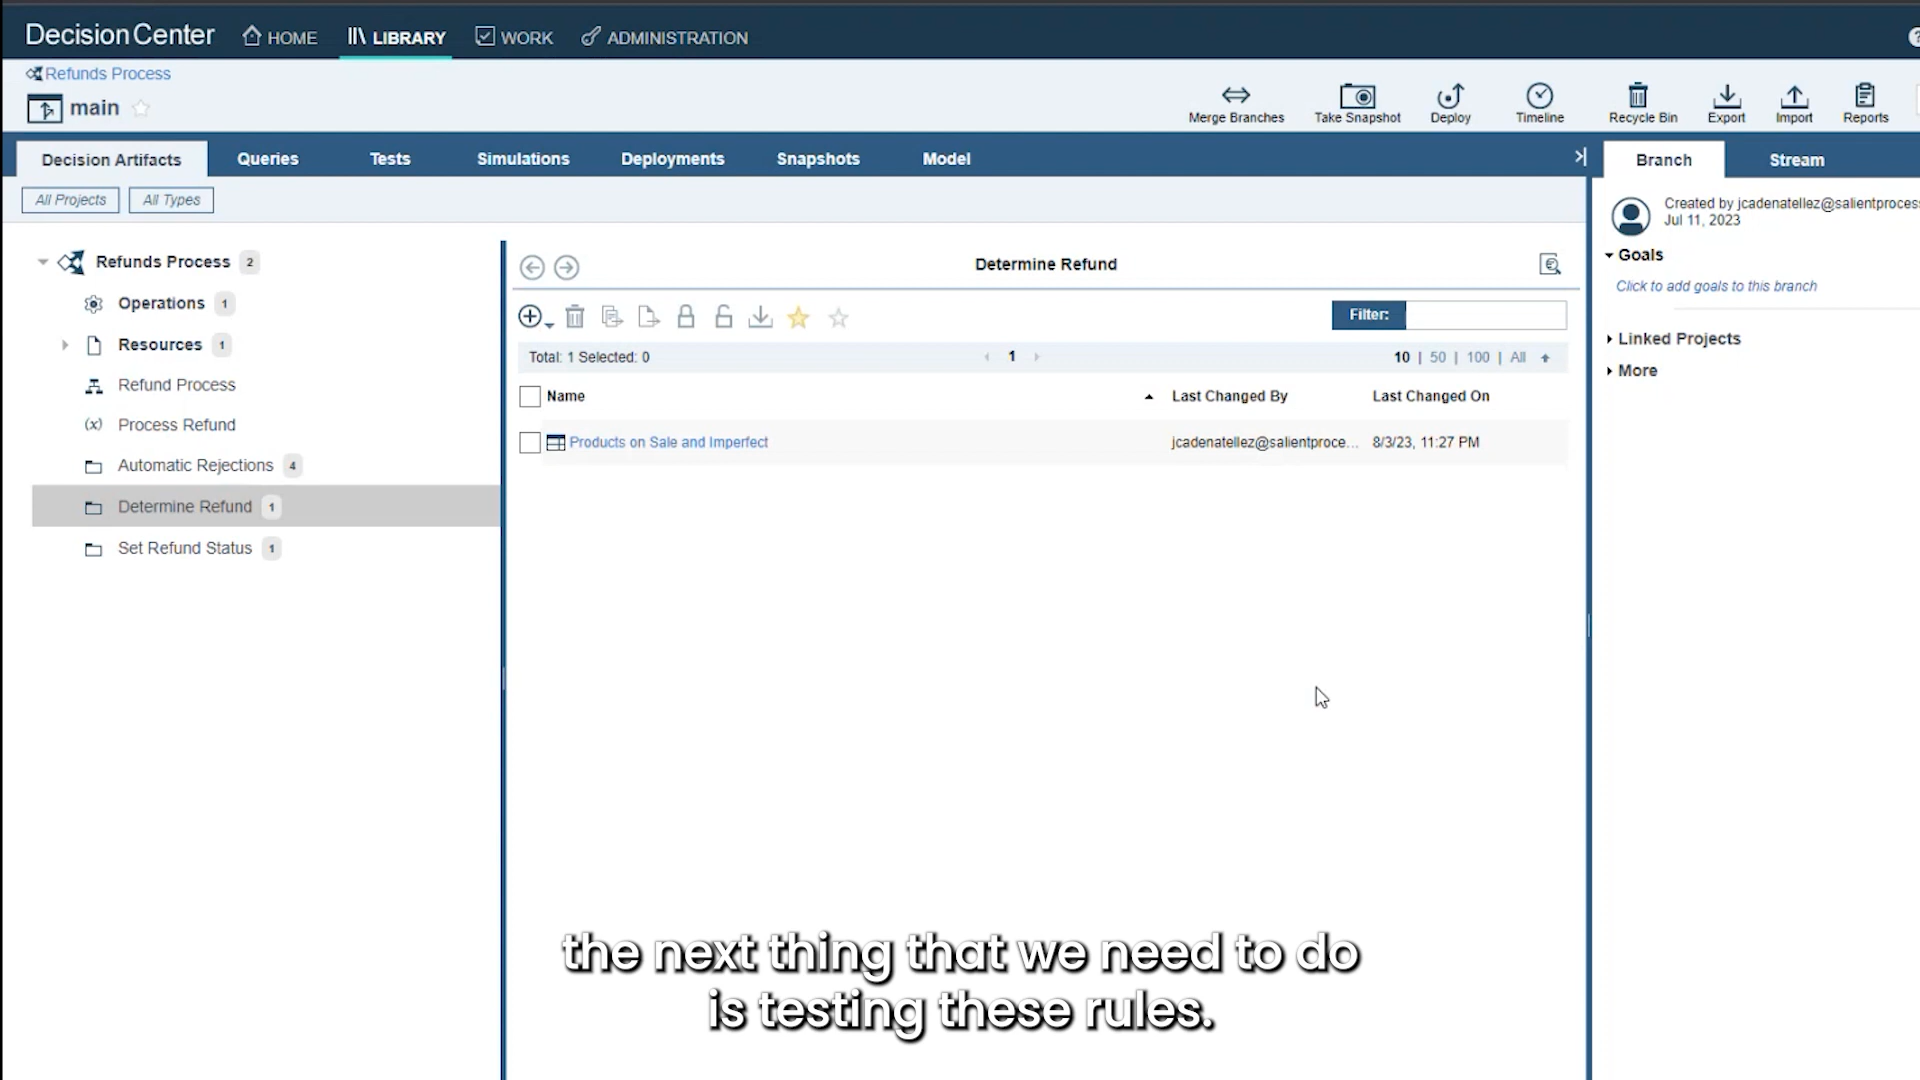 Decision Center HOME LIBRARY WORK ADMINISTRATION
Refunds Process
main
Merge Branches Take Snapshot Deploy Timeline Recycle Bin Export Import Reports
Decision Artifacts Queries Tests Simulations Deployments Snapshots Model
Branch Stream
All Projects All Types
Created by jcadenatellez@salientprocess
Jul 11, 2023
Goals
Click to add goals to this branch
Linked Projects
More
Refunds Process 2
Operations 1
Resources 1
Refund Process
(x) Process Refund
Automatic Rejections 4
Determine Refund 1
Set Refund Status 1
Determine Refund
Filter:
Total: 1 Selected: 0 1 10 | 50 | 100 | All
Name Last Changed By Last Changed On
Products on Sale and Imperfect jcadenatellez@salientproce... 8/3/23, 11:27 PM
the next thing that we need to do
is testing these rules.